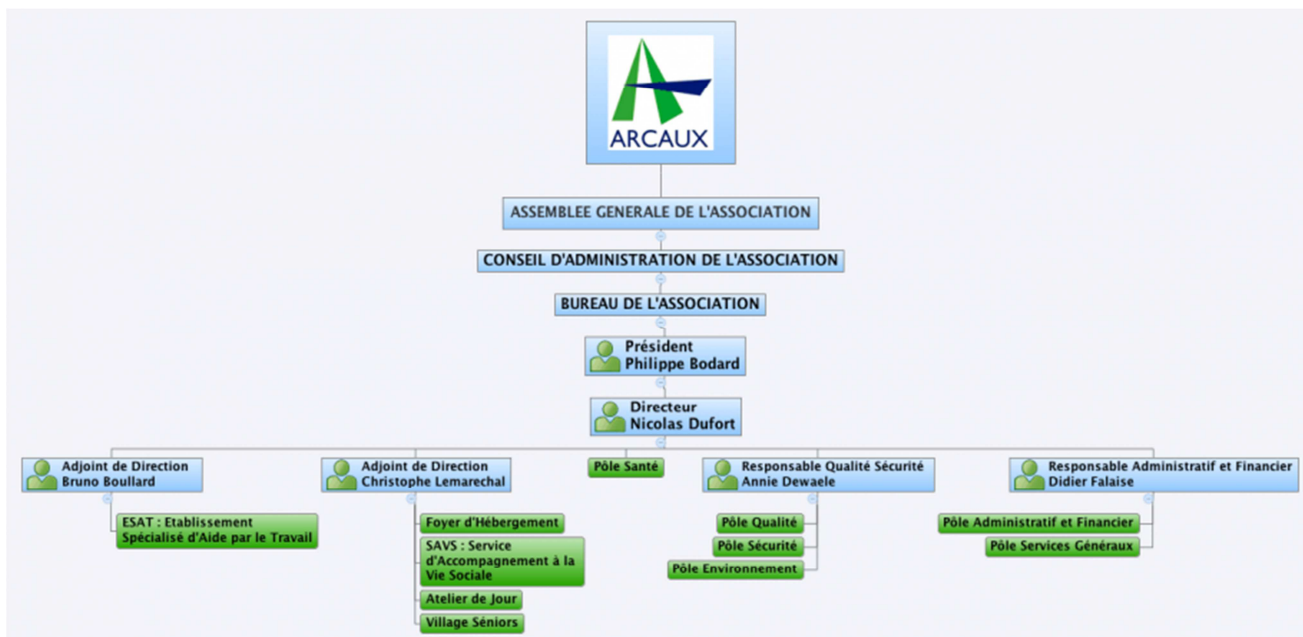 ARCAUX
ASSEMBLEE GENERALE DE L'ASSOCIATION
CONSEIL D'ADMINISTRATION DE L'ASSOCIATION
BUREAU DE L'ASSOCIATION
Président
Philippe Bodard
Directeur
Nicolas Dufort
Adjoint de Direction
Bruno Boullard
ESAT : Etablissement
Spécialisé d'Aide par le Travail
Adjoint de Direction
Christophe Lemarechal
Foyer d'Hébergement
SAVS : Service
d'Accompagnement à la
Vie Sociale
Atelier de Jour
Village Séniors
Pôle Santé
Responsable Qualité Sécurité
Annie Dewaele
Pôle Qualité
Pôle Sécurité
Pôle Environnement
Responsable Administratif et Financier
Didier Falaise
Pôle Administratif et Financier
Pôle Services Généraux